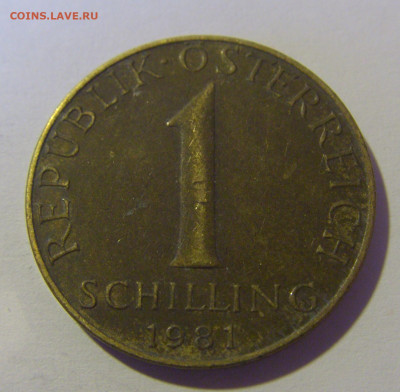 COINS.LAVE.RU
REPUBLIK·ÖSTERREICH
1
SCHILLING
1981